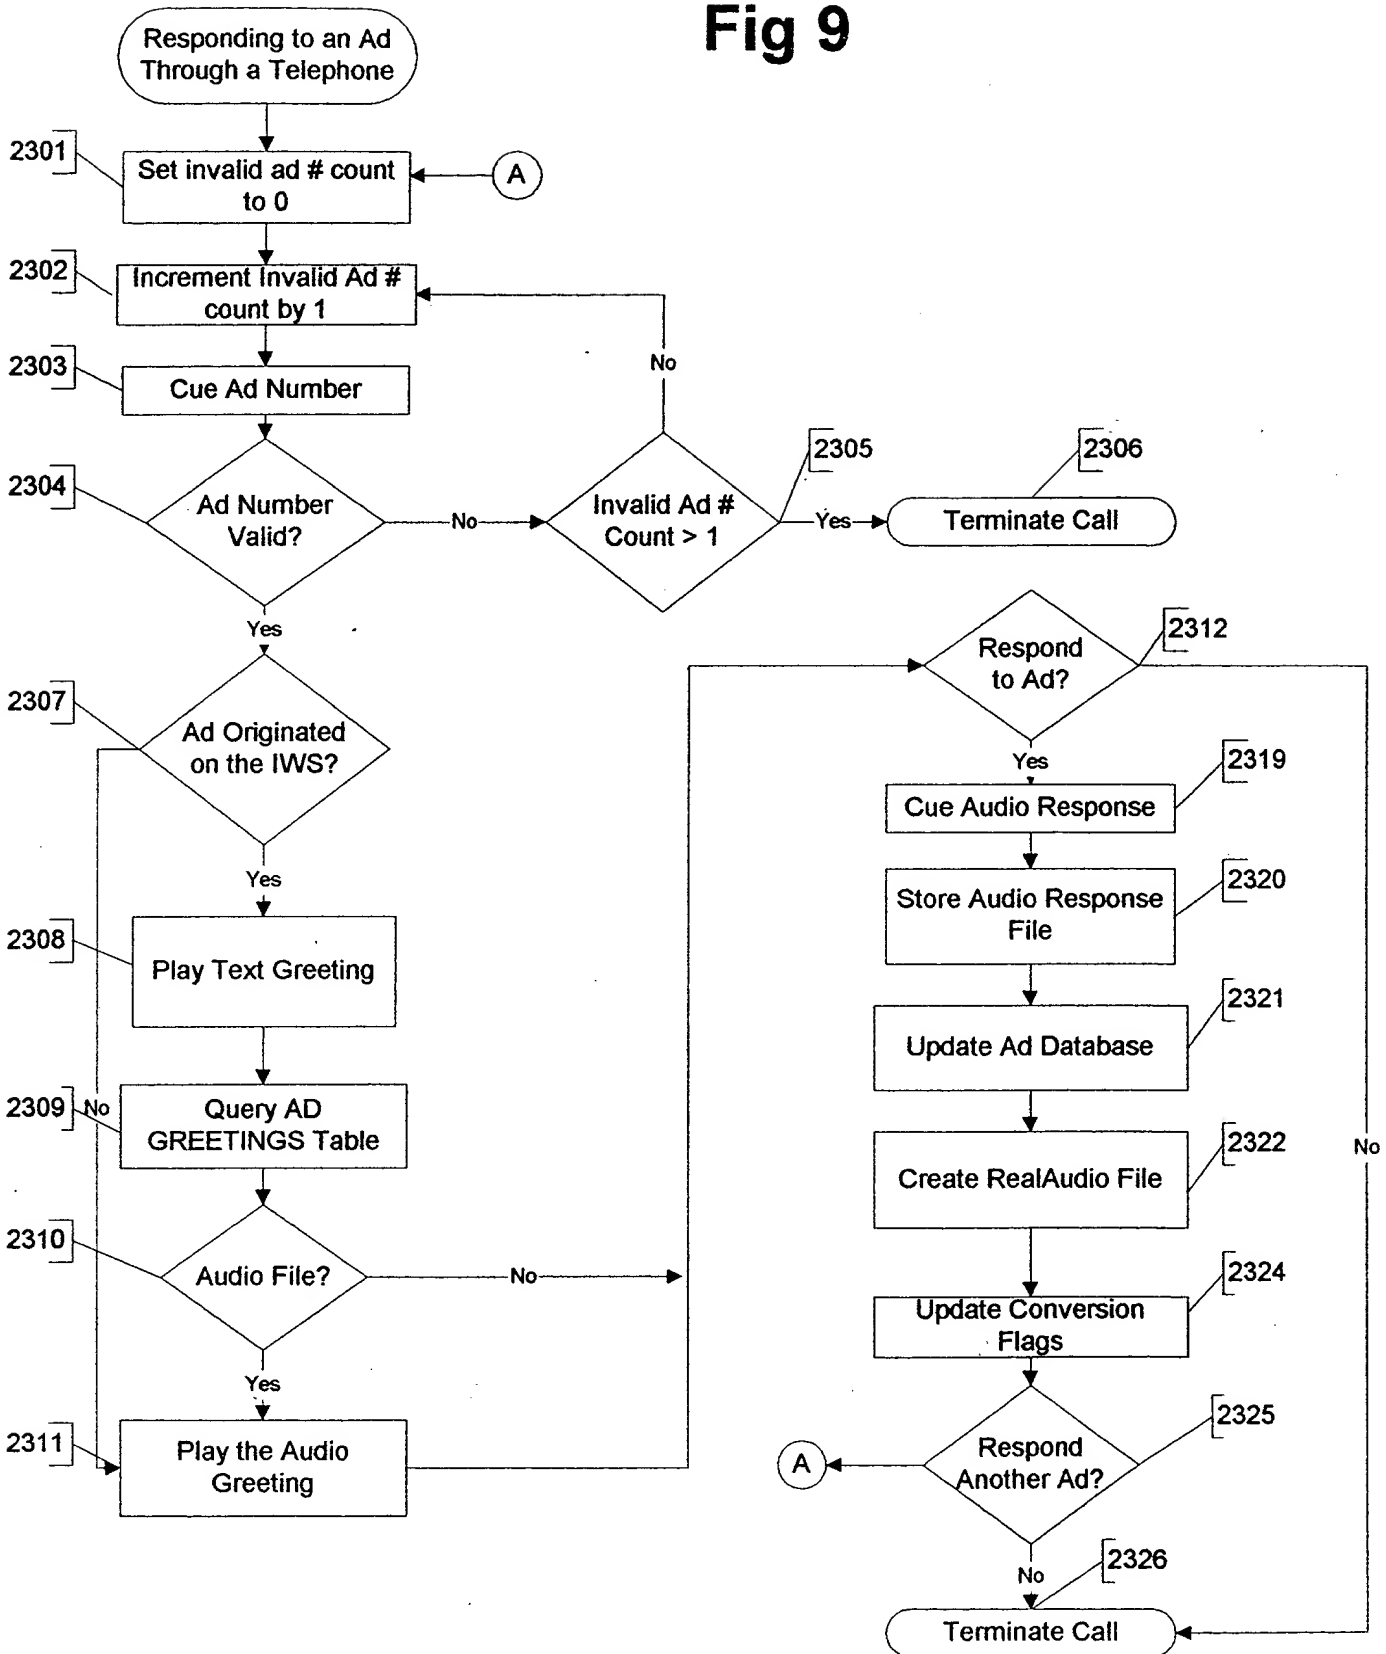 Fig 9
Responding to an Ad
Through a Telephone
2301
Set invalid ad # count
to 0
A
2302
Increment Invalid Ad #
count by 1
2303
Cue Ad Number
No
2304
Ad Number
Valid?
No
Invalid Ad #
Count > 1
2305
Yes
2306
Terminate Call
Yes
2307
Ad Originated
on the IWS?
Yes
2308
Play Text Greeting
2309
No
Query AD
GREETINGS Table
2310
Audio File?
No
Yes
2311
Play the Audio
Greeting
Respond
to Ad?
2312
Yes
2319
Cue Audio Response
2320
Store Audio Response
File
2321
Update Ad Database
2322
Create RealAudio File
No
2324
Update Conversion
Flags
2325
Respond
Another Ad?
A
No
2326
Terminate Call